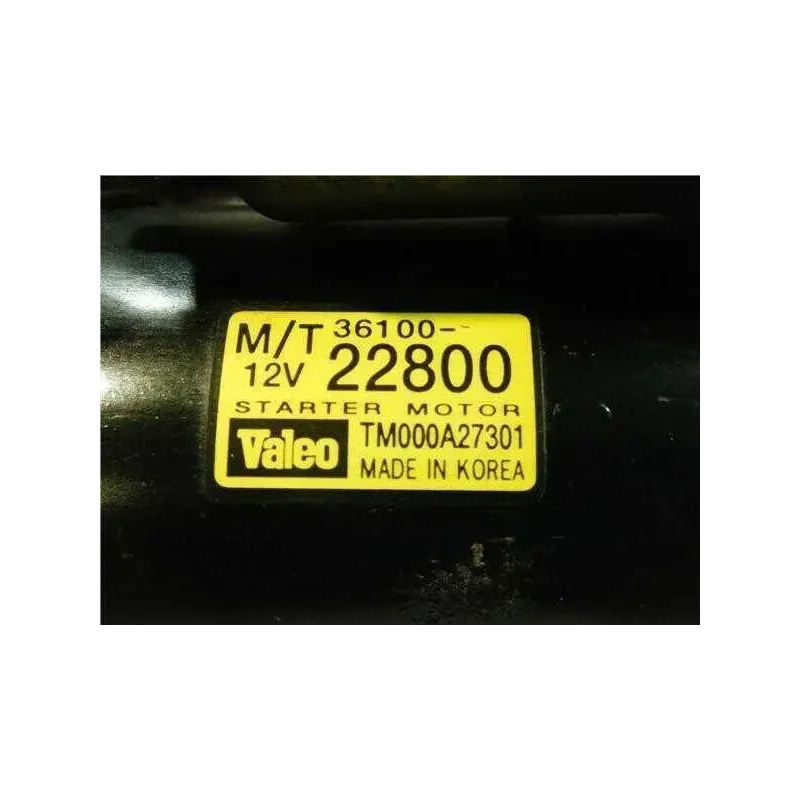 M/T 36100-
12V 22800
STARTER MOTOR
Valeo TM000A27301
MADE IN KOREA